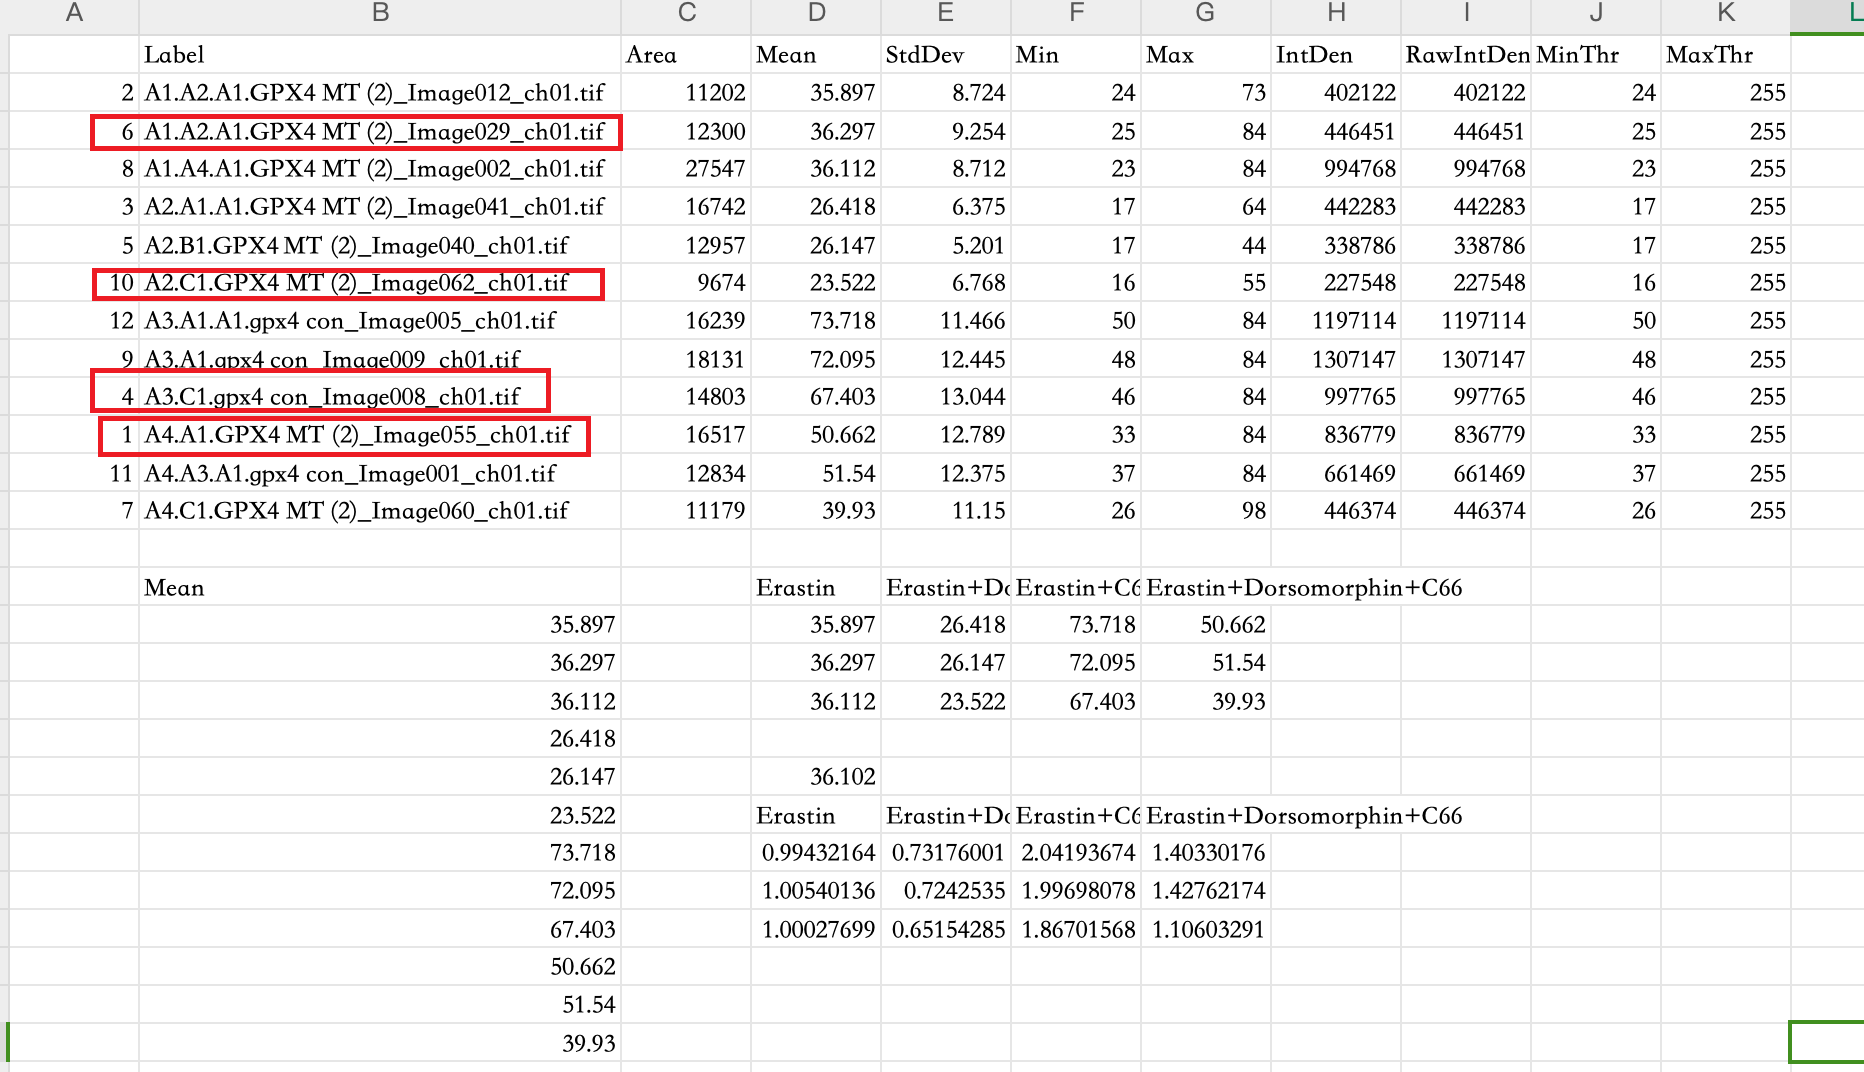 A B C D E F G H I J K L
Label Area Mean StdDev Min Max IntDen RawIntDen MinThr MaxThr
2 A1.A2.A1.GPX4 MT (2)_Image012_ch01.tif 11202 35.897 8.724 24 73 402122 402122 24 255
6 A1.A2.A1.GPX4 MT (2)_Image029_ch01.tif 12300 36.297 9.254 25 84 446451 446451 25 255
8 A1.A4.A1.GPX4 MT (2)_Image002_ch01.tif 27547 36.112 8.712 23 84 994768 994768 23 255
3 A2.A1.A1.GPX4 MT (2)_Image041_ch01.tif 16742 26.418 6.375 17 64 442283 442283 17 255
5 A2.B1.GPX4 MT (2)_Image040_ch01.tif 12957 26.147 5.201 17 44 338786 338786 17 255
10 A2.C1.GPX4 MT (2)_Image062_ch01.tif 9674 23.522 6.768 16 55 227548 227548 16 255
12 A3.A1.A1.gpx4 con_Image005_ch01.tif 16239 73.718 11.466 50 84 1197114 1197114 50 255
9 A3.A1.gpx4 con_Image009_ch01.tif 18131 72.095 12.445 48 84 1307147 1307147 48 255
4 A3.C1.gpx4 con_Image008_ch01.tif 14803 67.403 13.044 46 84 997765 997765 46 255
1 A4.A1.GPX4 MT (2)_Image055_ch01.tif 16517 50.662 12.789 33 84 836779 836779 33 255
11 A4.A3.A1.gpx4 con_Image001_ch01.tif 12834 51.54 12.375 37 84 661469 661469 37 255
7 A4.C1.GPX4 MT (2)_Image060_ch01.tif 11179 39.93 11.15 26 98 446374 446374 26 255
Mean Erastin Erastin+Do Erastin+C6 Erastin+Dorsomorphin+C66
35.897 35.897 26.418 73.718 50.662
36.297 36.297 26.147 72.095 51.54
36.112 36.112 23.522 67.403 39.93
26.418
26.147 36.102
23.522 Erastin Erastin+Do Erastin+C6 Erastin+Dorsomorphin+C66
73.718 0.99432164 0.73176001 2.04193674 1.40330176
72.095 1.00540136 0.7242535 1.99698078 1.42762174
67.403 1.00027699 0.65154285 1.86701568 1.10603291
50.662
51.54
39.93